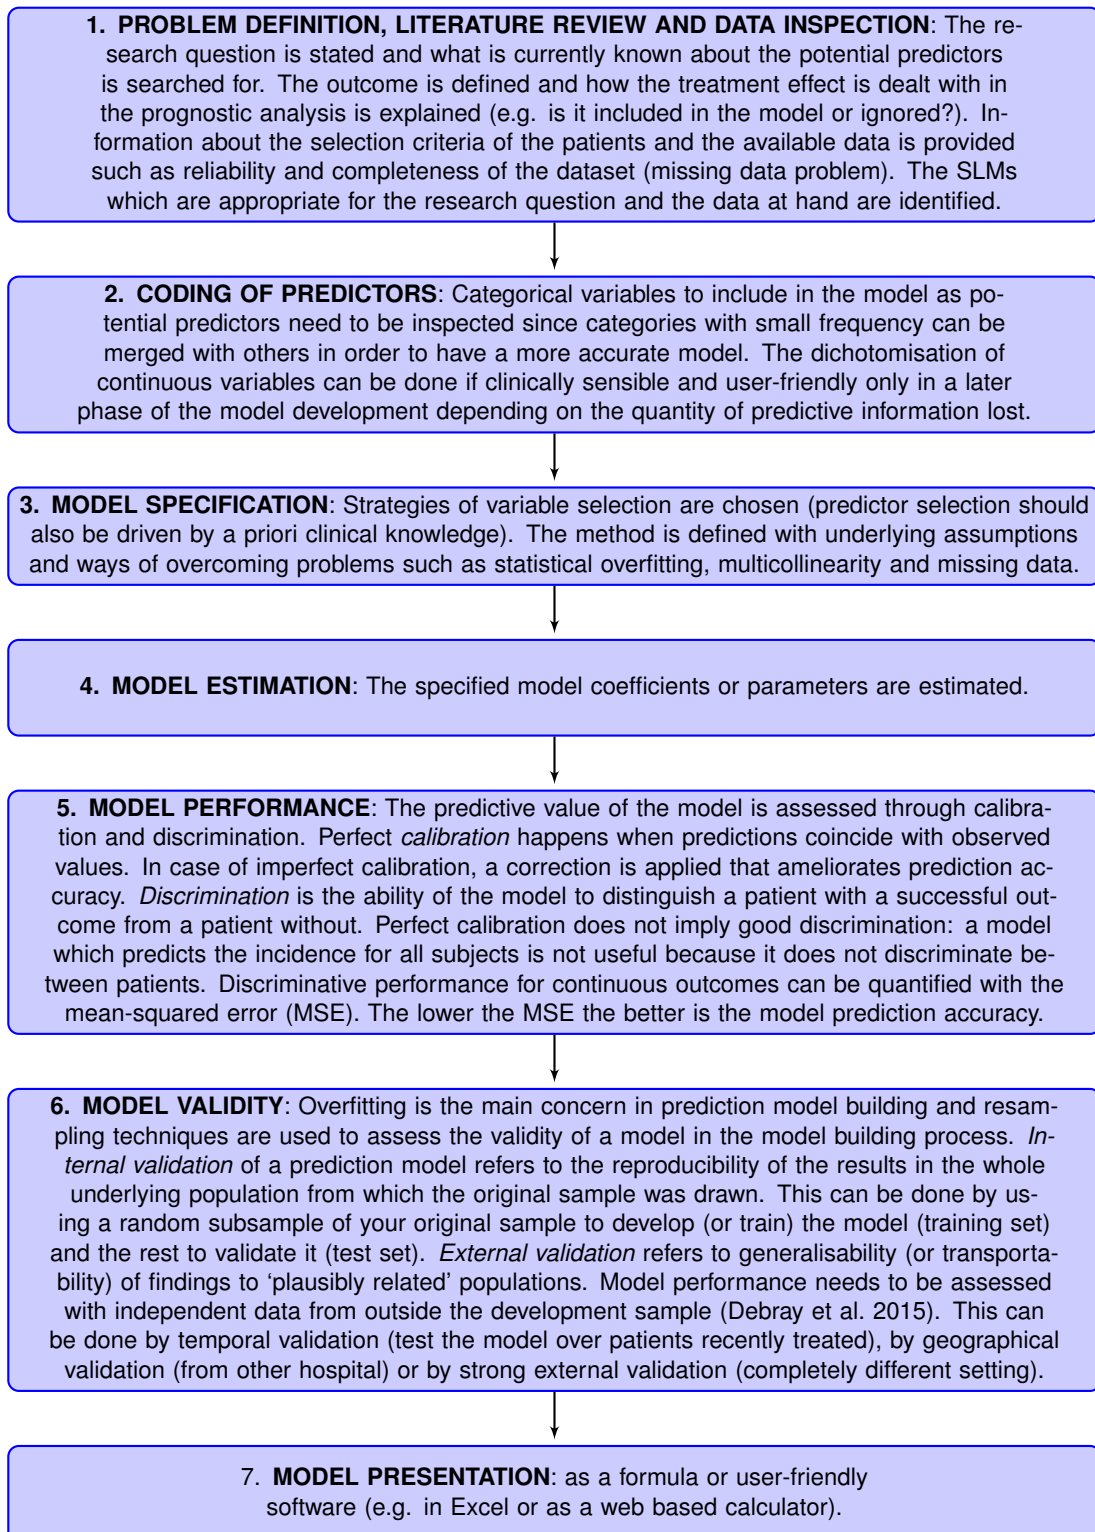 1. PROBLEM DEFINITION, LITERATURE REVIEW AND DATA INSPECTION: The re-
search question is stated and what is currently known about the potential predictors
is searched for. The outcome is defined and how the treatment effect is dealt with in
the prognostic analysis is explained (e.g. is it included in the model or ignored?). In-
formation about the selection criteria of the patients and the available data is provided
such as reliability and completeness of the dataset (missing data problem). The SLMs
which are appropriate for the research question and the data at hand are identified.
2. CODING OF PREDICTORS: Categorical variables to include in the model as po-
tential predictors need to be inspected since categories with small frequency can be
merged with others in order to have a more accurate model. The dichotomisation of
continuous variables can be done if clinically sensible and user-friendly only in a later
phase of the model development depending on the quantity of predictive information lost.
3. MODEL SPECIFICATION: Strategies of variable selection are chosen (predictor selection should
also be driven by a priori clinical knowledge). The method is defined with underlying assumptions
and ways of overcoming problems such as statistical overfitting, multicollinearity and missing data.
4. MODEL ESTIMATION: The specified model coefficients or parameters are estimated.
5. MODEL PERFORMANCE: The predictive value of the model is assessed through calibra-
tion and discrimination. Perfect calibration happens when predictions coincide with observed
values. In case of imperfect calibration, a correction is applied that ameliorates prediction ac-
curacy. Discrimination is the ability of the model to distinguish a patient with a successful out-
come from a patient without. Perfect calibration does not imply good discrimination: a model
which predicts the incidence for all subjects is not useful because it does not discriminate be-
tween patients. Discriminative performance for continuous outcomes can be quantified with the
mean-squared error (MSE). The lower the MSE the better is the model prediction accuracy.
6. MODEL VALIDITY: Overfitting is the main concern in prediction model building and resam-
pling techniques are used to assess the validity of a model in the model building process. In-
ternal validation of a prediction model refers to the reproducibility of the results in the whole
underlying population from which the original sample was drawn. This can be done by us-
ing a random subsample of your original sample to develop (or train) the model (training set)
and the rest to validate it (test set). External validation refers to generalisability (or transporta-
bility) of findings to ‘plausibly related’ populations. Model performance needs to be assessed
with independent data from outside the development sample (Debray et al. 2015). This can
be done by temporal validation (test the model over patients recently treated), by geographical
validation (from other hospital) or by strong external validation (completely different setting).
7. MODEL PRESENTATION: as a formula or user-friendly
software (e.g. in Excel or as a web based calculator).